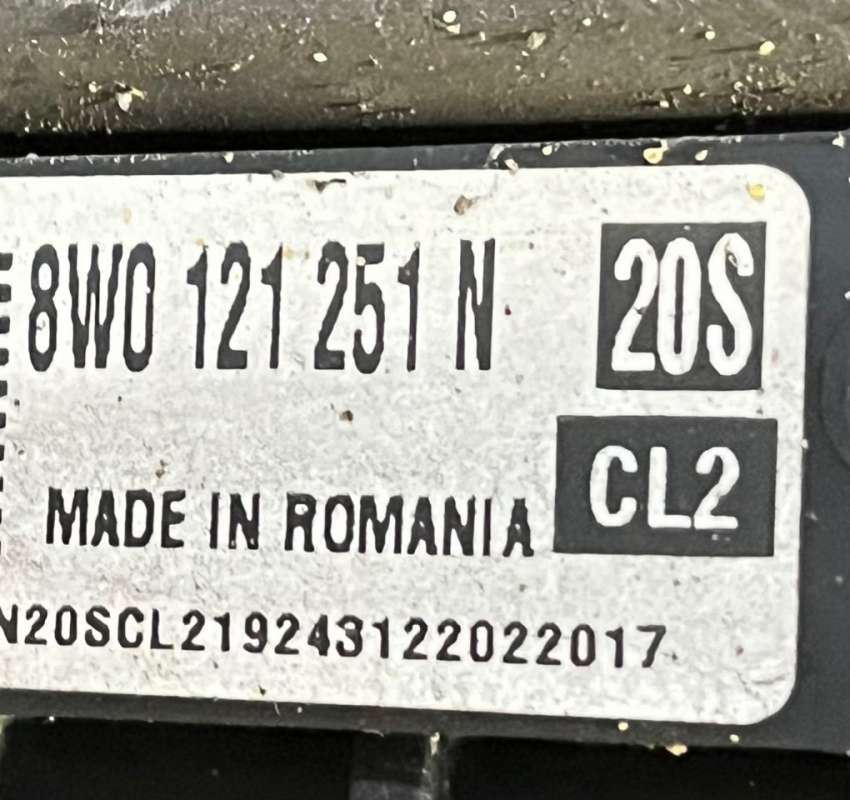 8W0 121 251 N 20S
CL2
MADE IN ROMANIA
N20SCL219243122022017